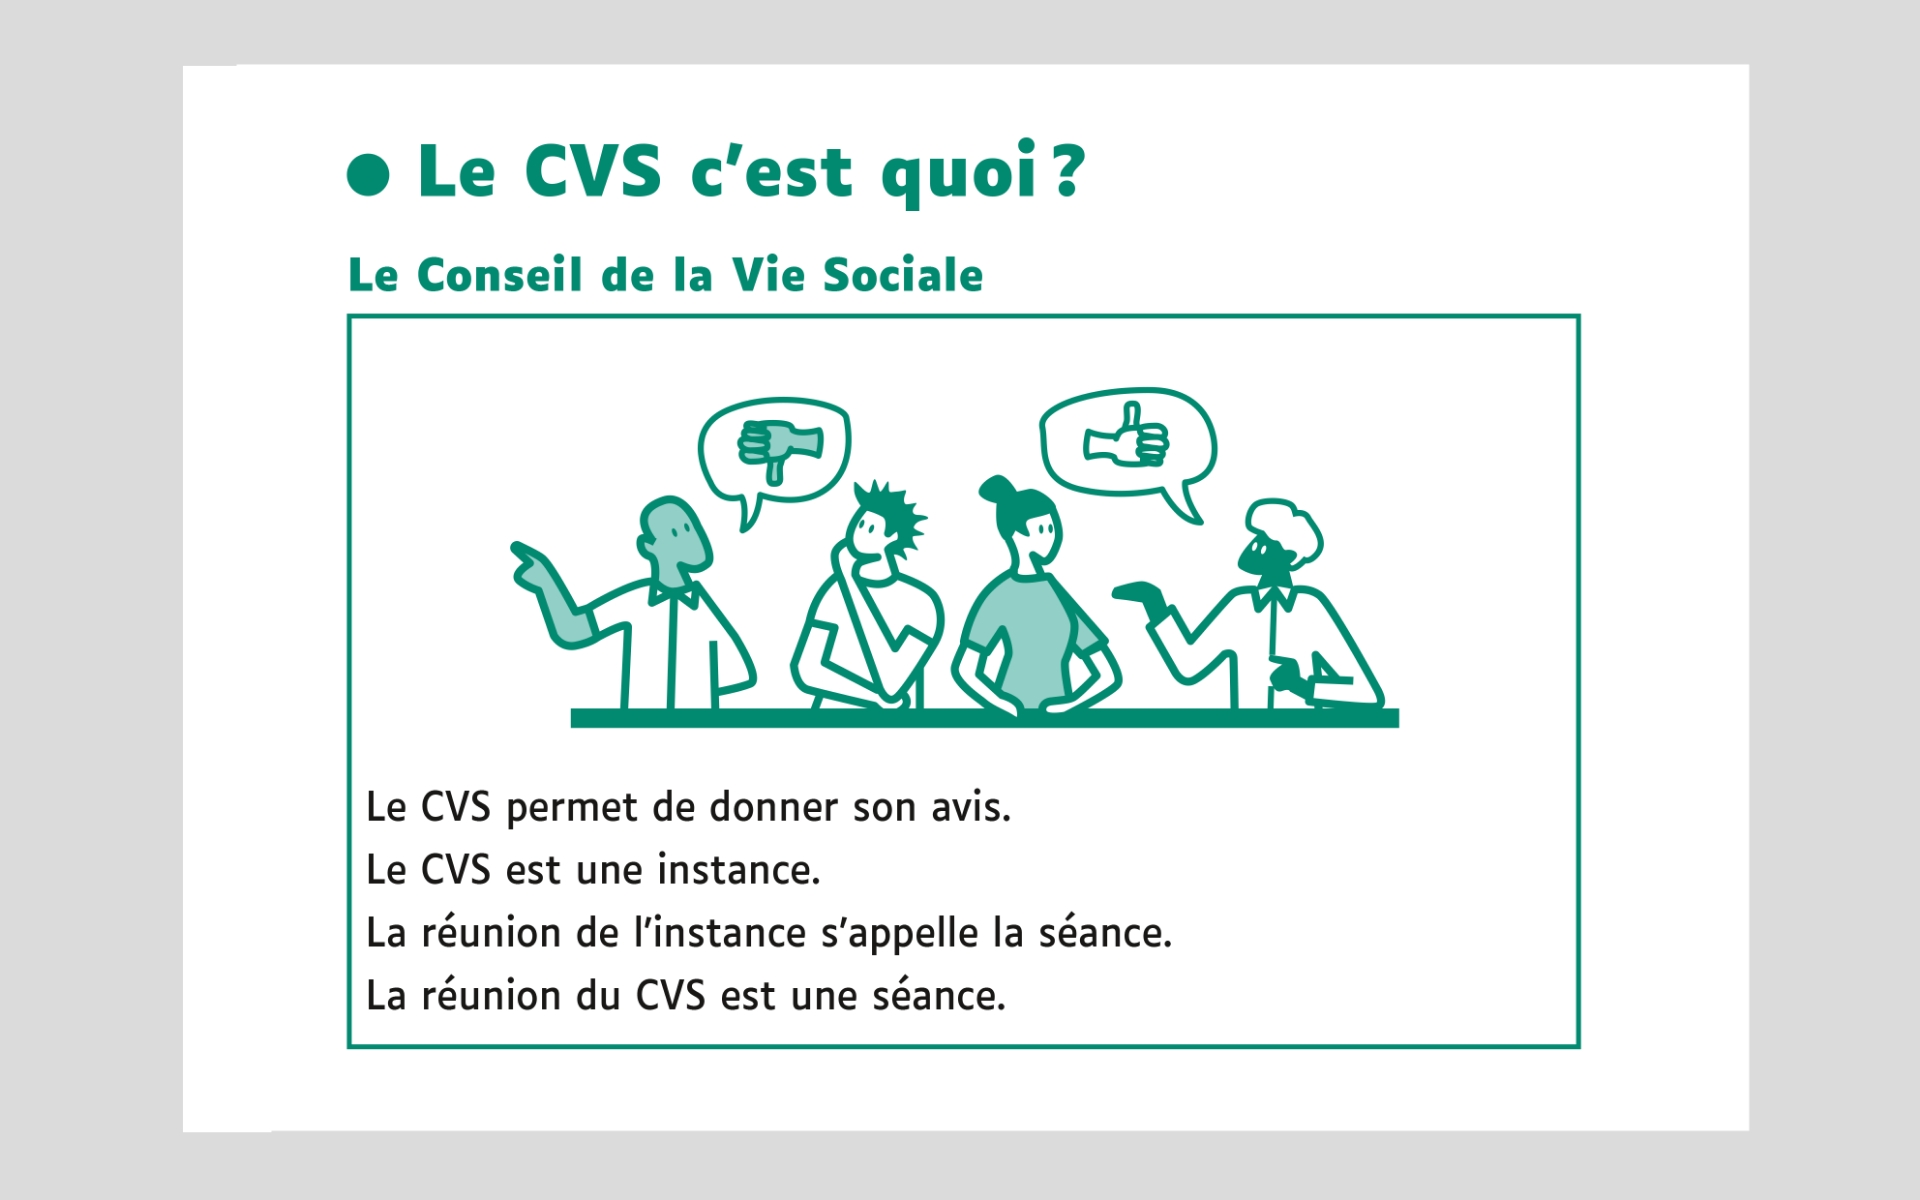 Le CVS c’est quoi ?
Le Conseil de la Vie Sociale
Le CVS permet de donner son avis.
Le CVS est une instance.
La réunion de l’instance s’appelle la séance.
La réunion du CVS est une séance.